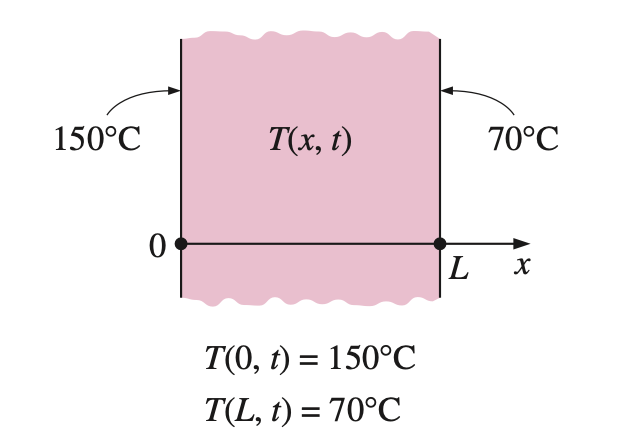 150°C
T(x, t)
70°C
0
L
x
T(0, t) = 150°C
T(L, t) = 70°C